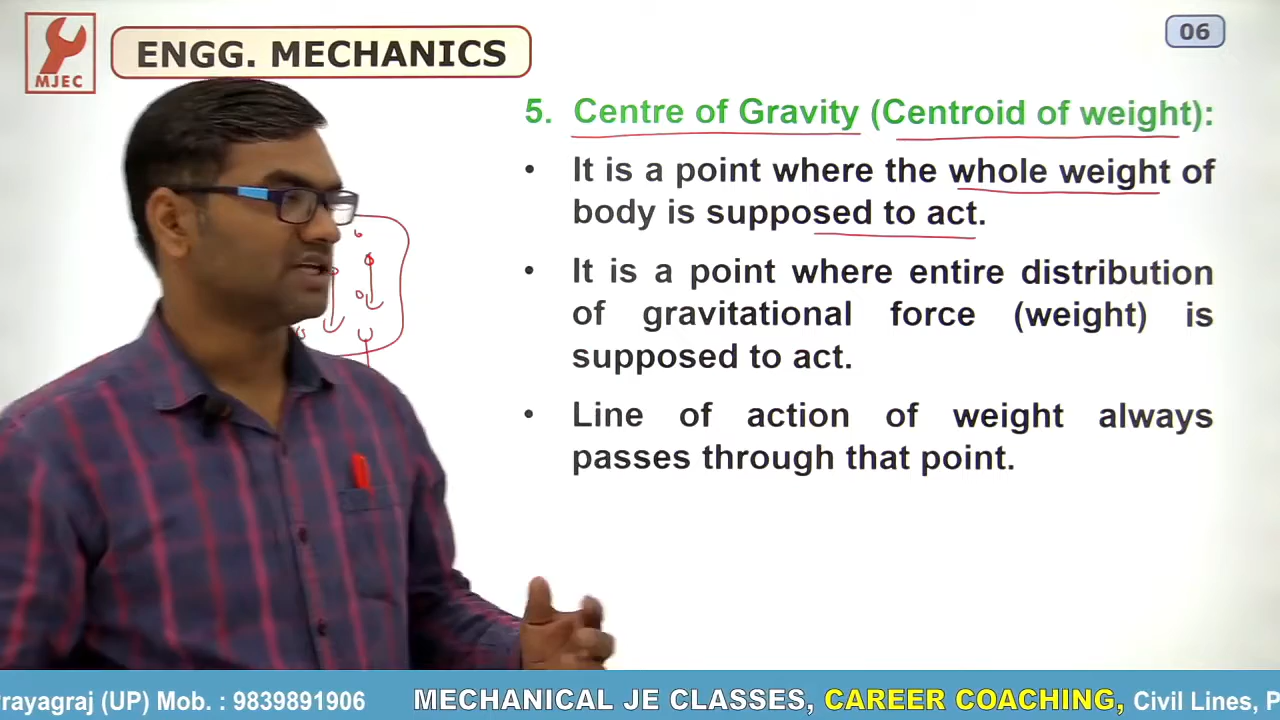 MJEC
ENGG. MECHANICS
06
5. Centre of Gravity (Centroid of weight):
• It is a point where the whole weight of
body is supposed to act.
• It is a point where entire distribution
of gravitational force (weight) is
supposed to act.
• Line of action of weight always
passes through that point.
Prayagraj (UP) Mob. : 9839891906 MECHANICAL JE CLASSES, CAREER COACHING, Civil Lines, P